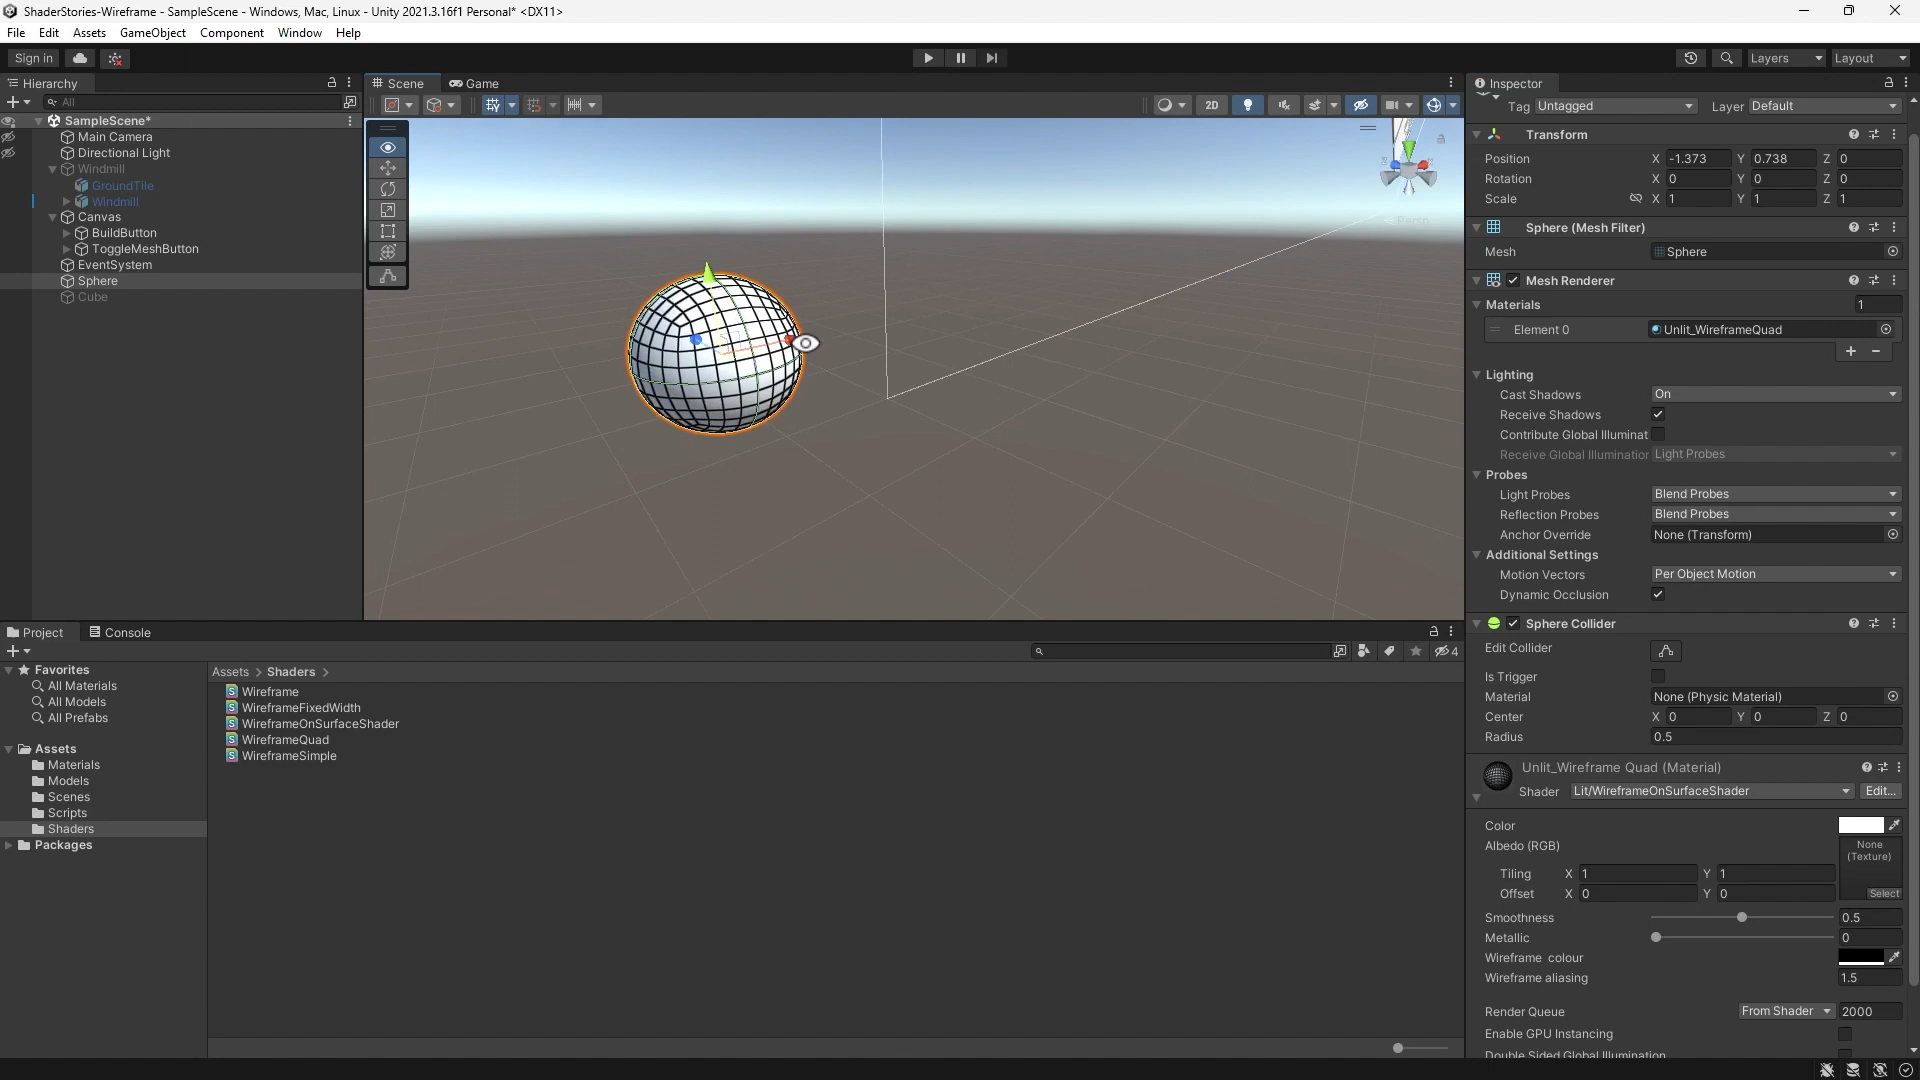 ShaderStories-Wireframe - SampleScene - Windows, Mac, Linux - Unity 2021.3.16f1 Personal* <DX11>
File Edit Assets GameObject Component Window Help
Sign in
Layers
Layout
Hierarchy
All
SampleScene*
Main Camera
Directional Light
Windmill
GroundTile
Windmill
Canvas
BuildButton
ToggleMeshButton
EventSystem
Sphere
Cube
Scene
Game
2D
Persp
Inspector
Tag Untagged Layer Default
Transform
Position X -1.373 Y 0.738 Z 0
Rotation X 0 Y 0 Z 0
Scale X 1 Y 1 Z 1
Sphere (Mesh Filter)
Mesh Sphere
Mesh Renderer
Materials 1
Element 0 Unlit_WireframeQuad
Lighting
Cast Shadows On
Receive Shadows
Contribute Global Illuminat
Receive Global Illumination Light Probes
Probes
Light Probes Blend Probes
Reflection Probes Blend Probes
Anchor Override None (Transform)
Additional Settings
Motion Vectors Per Object Motion
Dynamic Occlusion
Sphere Collider
Edit Collider
Is Trigger
Material None (Physic Material)
Center X 0 Y 0 Z 0
Radius 0.5
Unlit_Wireframe Quad (Material)
Shader Lit/WireframeOnSurfaceShader Edit...
Color
Albedo (RGB)
None
(Texture)
Tiling X 1 Y 1
Offset X 0 Y 0
Select
Smoothness 0.5
Metallic 0
Wireframe colour
Wireframe aliasing 1.5
Render Queue From Shader 2000
Enable GPU Instancing
Double Sided Global Illumination
Project
Console
4
Favorites
All Materials
All Models
All Prefabs
Assets
Materials
Models
Scenes
Scripts
Shaders
Packages
Assets > Shaders >
Wireframe
WireframeFixedWidth
WireframeOnSurfaceShader
WireframeQuad
WireframeSimple